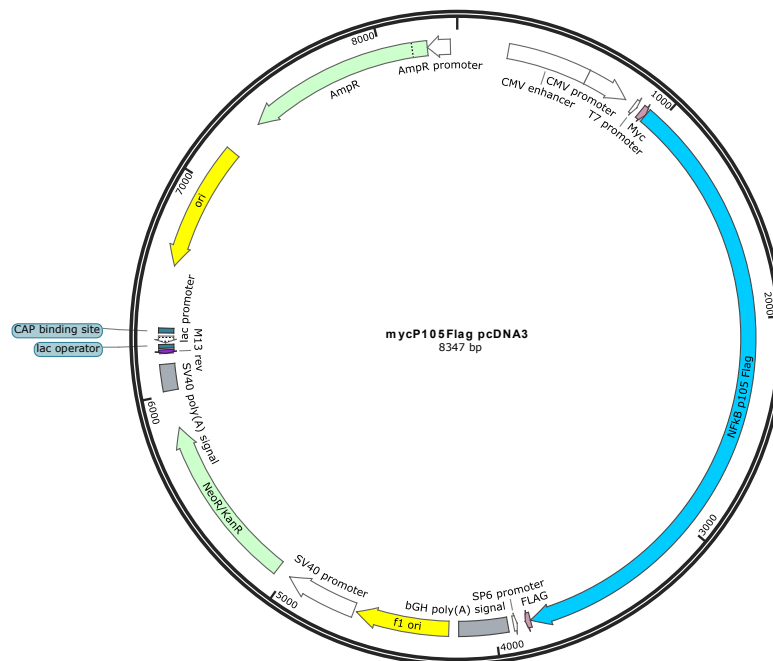 8000
AmpR promoter
AmpR
CMV enhancer
CMV promoter
T7 promoter
Myc
1000
7000
ori
2000
lac promoter
CAP binding site
lac operator
M13 rev
mycP105Flag pcDNA3
8347 bp
SV40 poly(A) signal
6000
NFkB p105 Flag
NeoR/KanR
3000
SV40 promoter
5000
bGH poly(A) signal
SP6 promoter
FLAG
f1 ori
4000